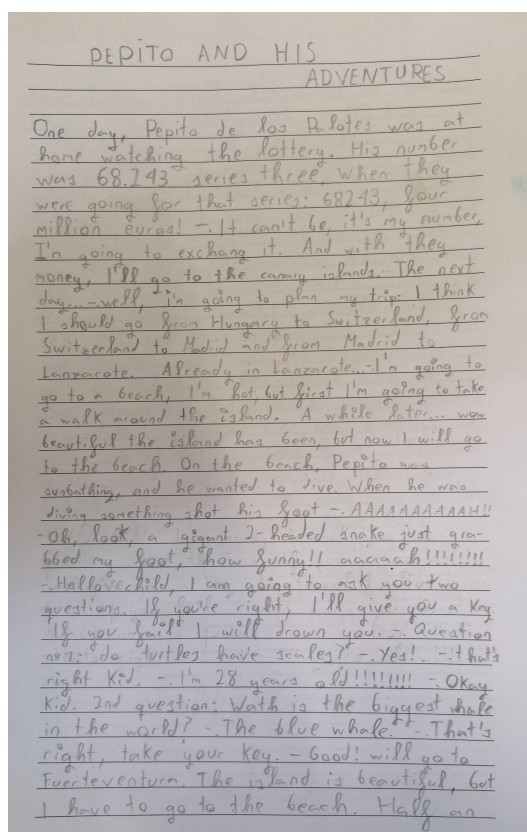 PEPITO AND HIS
ADVENTURES
One day, Pepito de los Palotes was at
home watching the lottery. His number
was 68.243 series three, when they
were going for that series: 68243, four
million euros! -. It can't be, it's my number,
I'm going to exchang it. And with they
money, I'll go to the canary islands. The next
day... -.well, i'm going to plan my trip: I think
I should go from Hungary to Switzerland, from
Switzerland to Madrid and from Madrid to
Lanzarote. Already in Lanzarote...-.I'm going to
go to a beach, I'm hot, but first I'm going to take
a walk around the island. A while later... wow
beautiful the island has been, but now I will go
to the beach. On the beach, Pepito was
sunbathing, and he wanted to dive. When he was
diving something shot his foot -. AAAAAAAAAAH!!
-Oh, look, a gigant 2-headed snake just gra-
bbed my foot, how funny!! aaaaah!!!!!!!!
-.Hallo child, I am going to ask you two
questions. If you're right, I'll give you a key.
If you fail I will drown you. -. Question
nº1: do turtles have scales? -.Yes! -.that's
right Kid. -. I'm 28 years old!!!!!!!! -.Okay
Kid. 2nd question: Wath is the biggest whale
in the world? -.The blue whale. -.That's
right, take your key. -Good! will go to
Fuerteventura. The island is beautiful, but
I have to go to the beach. Half an